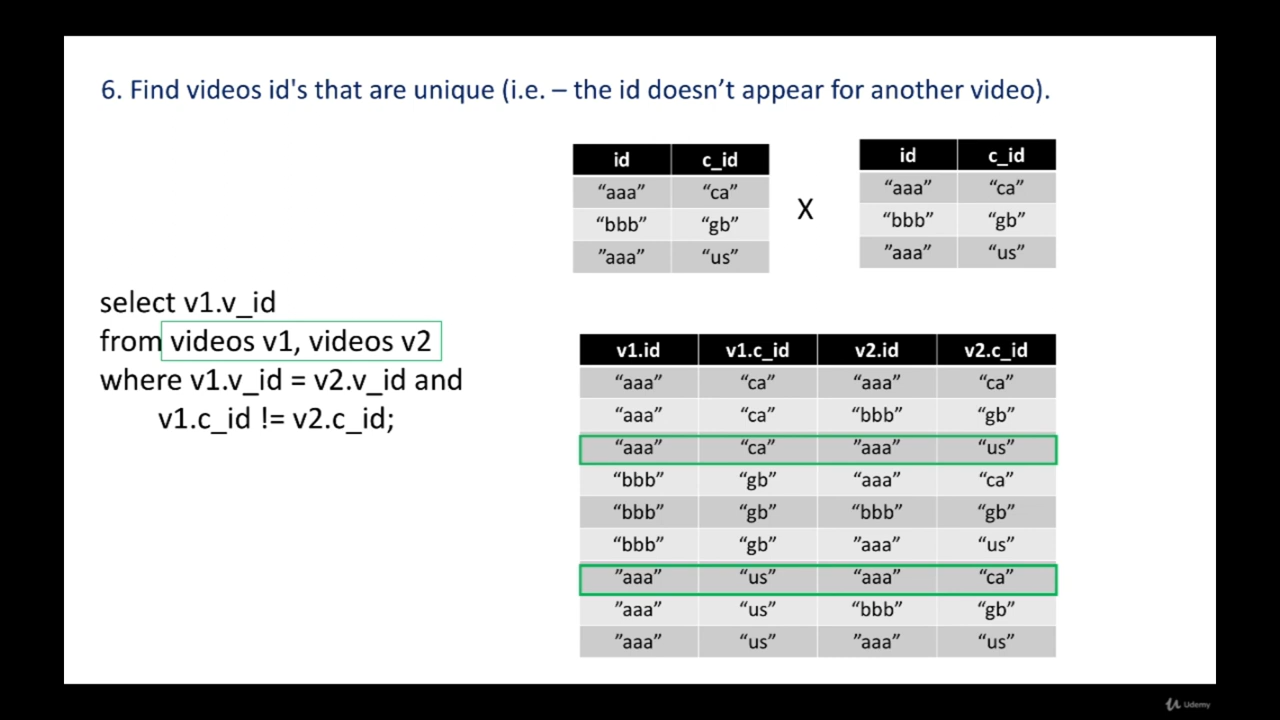 6. Find videos id's that are unique (i.e. – the id doesn’t appear for another video).
id c_id
“aaa” “ca”
“bbb” “gb”
”aaa” “us”
X
id c_id
“aaa” “ca”
“bbb” “gb”
”aaa” “us”
select v1.v_id
from videos v1, videos v2
where v1.v_id = v2.v_id and
v1.c_id != v2.c_id;
v1.id v1.c_id v2.id v2.c_id
“aaa” “ca” “aaa” “ca”
“aaa” “ca” “bbb” “gb”
“aaa” “ca” ”aaa” “us”
“bbb” “gb” “aaa” “ca”
“bbb” “gb” “bbb” “gb”
“bbb” “gb” ”aaa” “us”
”aaa” “us” “aaa” “ca”
”aaa” “us” “bbb” “gb”
”aaa” “us” ”aaa” “us”
Udemy